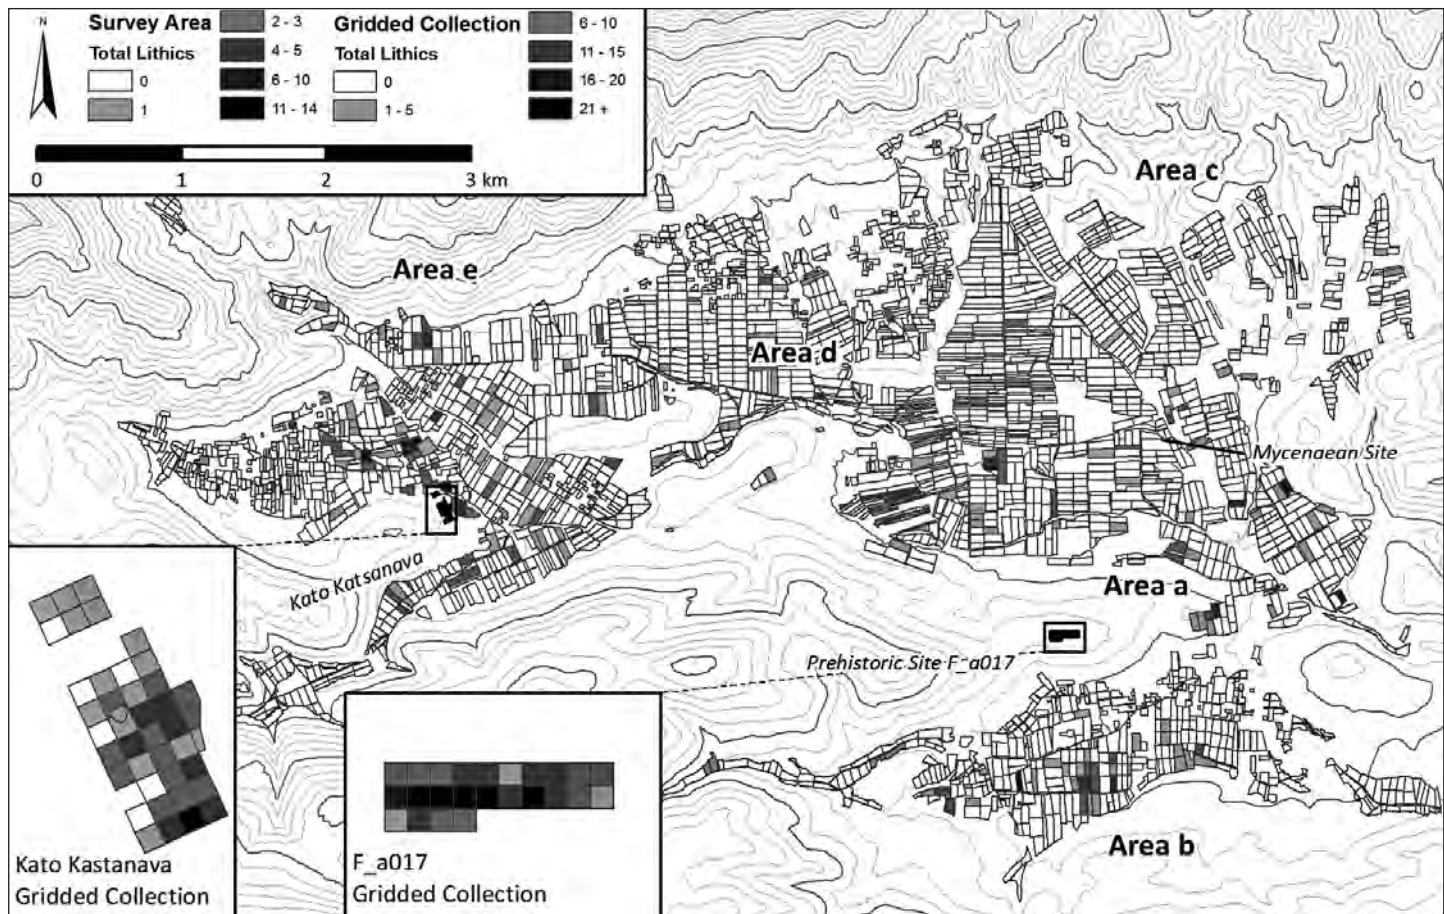 N
Survey Area
Total Lithics
0
1
2 - 3
4 - 5
6 - 10
11 - 14
Gridded Collection
Total Lithics
0
1 - 5
6 - 10
11 - 15
16 - 20
21 +
0 1 2 3 km
Area c
Area e
Area d
Mycenaean Site
Kato Katsanava
Area a
Prehistoric Site F_a017
Area b
Kato Kastanava
Gridded Collection
F_a017
Gridded Collection